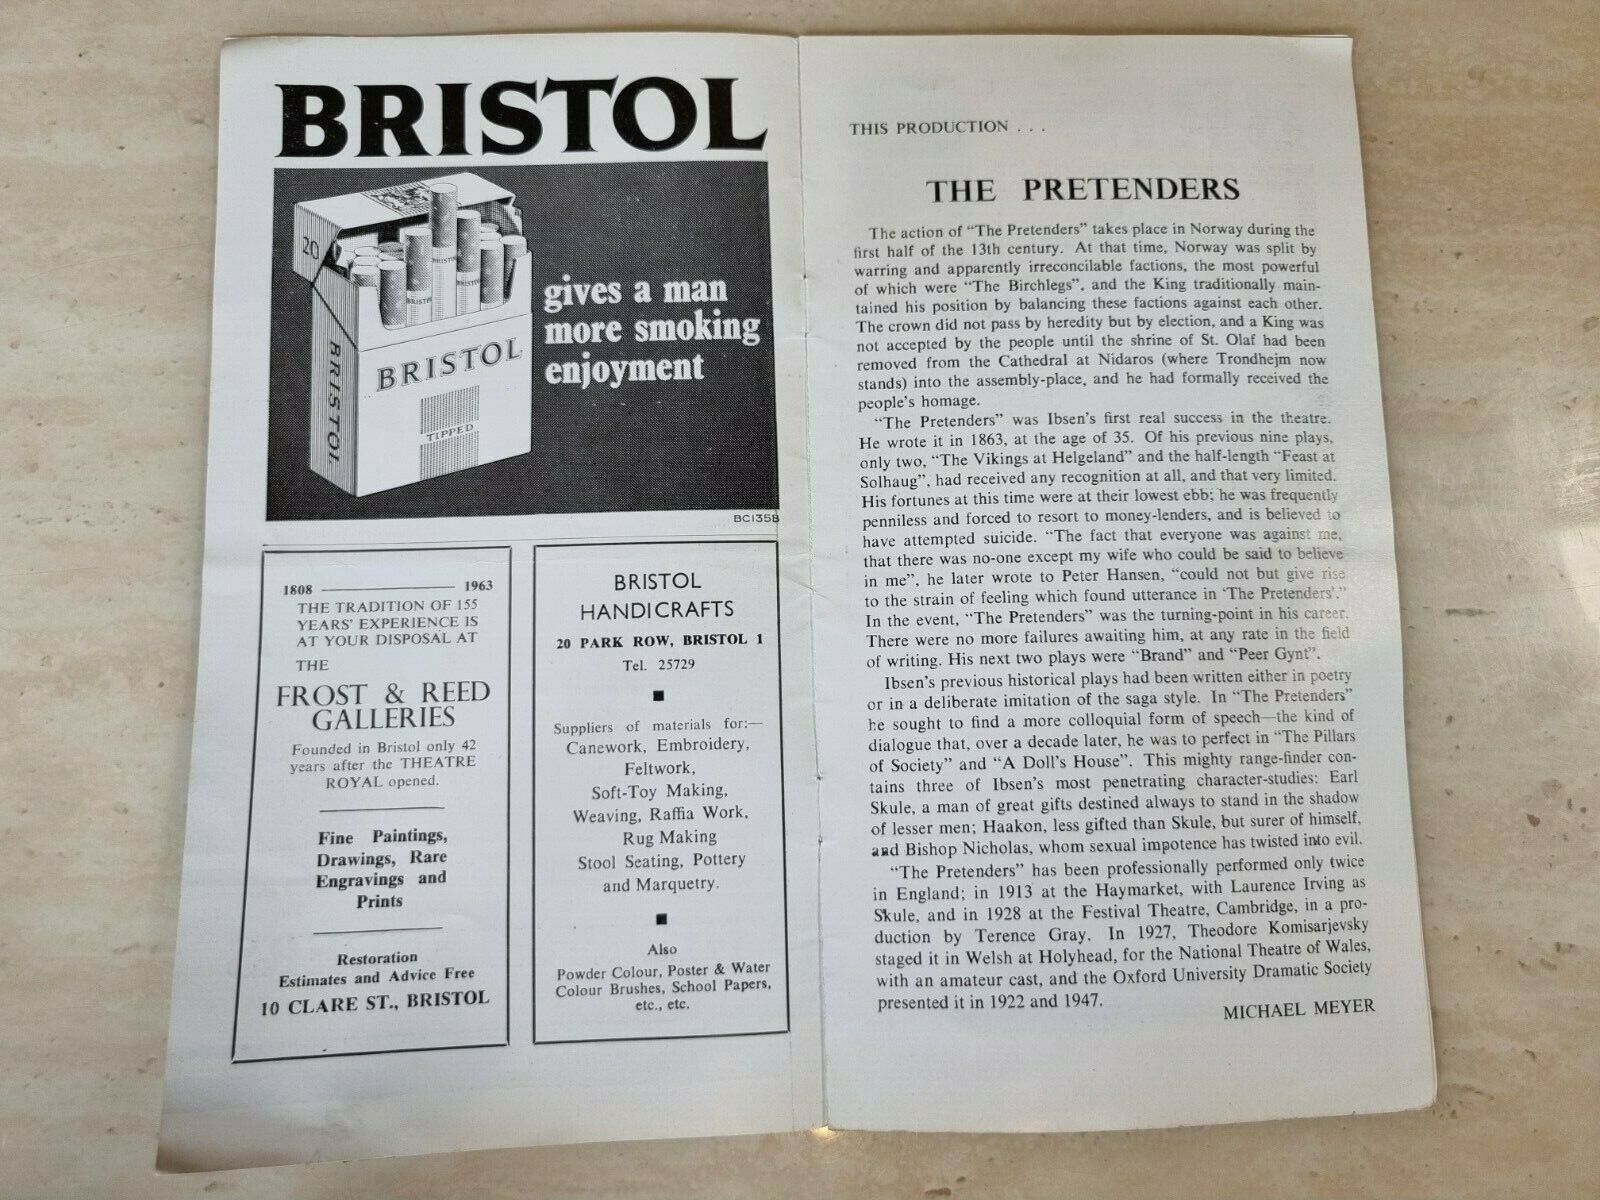 BRISTOL
20
BRISTOL
BRISTOL
BRISTOL
BRISTOL
BRISTOL
BRISTOL
TIPPED
gives a man
more smoking
enjoyment
BC135B
1808 ——— 1963
THE TRADITION OF 155
YEARS' EXPERIENCE IS
AT YOUR DISPOSAL AT
THE
FROST & REED
GALLERIES
Founded in Bristol only 42
years after the THEATRE
ROYAL opened.
Fine Paintings,
Drawings, Rare
Engravings and
Prints
Restoration
Estimates and Advice Free
10 CLARE ST., BRISTOL
BRISTOL
HANDICRAFTS
20 PARK ROW, BRISTOL 1
Tel. 25729
■
Suppliers of materials for:—
Canework, Embroidery,
Feltwork,
Soft-Toy Making,
Weaving, Raffia Work,
Rug Making
Stool Seating, Pottery
and Marquetry.
■
Also
Powder Colour, Poster & Water
Colour Brushes, School Papers,
etc., etc.
THIS PRODUCTION . . .
THE PRETENDERS
The action of "The Pretenders" takes place in Norway during the
first half of the 13th century. At that time, Norway was split by
warring and apparently irreconcilable factions, the most powerful
of which were "The Birchlegs", and the King traditionally main-
tained his position by balancing these factions against each other.
The crown did not pass by heredity but by election, and a King was
not accepted by the people until the shrine of St. Olaf had been
removed from the Cathedral at Nidaros (where Trondhejm now
stands) into the assembly-place, and he had formally received the
people's homage.
"The Pretenders" was Ibsen's first real success in the theatre.
He wrote it in 1863, at the age of 35. Of his previous nine plays,
only two, "The Vikings at Helgeland" and the half-length "Feast at
Solhaug", had received any recognition at all, and that very limited.
His fortunes at this time were at their lowest ebb; he was frequently
penniless and forced to resort to money-lenders, and is believed to
have attempted suicide. "The fact that everyone was against me,
that there was no-one except my wife who could be said to believe
in me", he later wrote to Peter Hansen, "could not but give rise
to the strain of feeling which found utterance in 'The Pretenders'."
In the event, "The Pretenders" was the turning-point in his career.
There were no more failures awaiting him, at any rate in the field
of writing. His next two plays were "Brand" and "Peer Gynt".
Ibsen's previous historical plays had been written either in poetry
or in a deliberate imitation of the saga style. In "The Pretenders"
he sought to find a more colloquial form of speech—the kind of
dialogue that, over a decade later, he was to perfect in "The Pillars
of Society" and "A Doll's House". This mighty range-finder con-
tains three of Ibsen's most penetrating character-studies: Earl
Skule, a man of great gifts destined always to stand in the shadow
of lesser men; Haakon, less gifted than Skule, but surer of himself,
and Bishop Nicholas, whom sexual impotence has twisted into evil.
"The Pretenders" has been professionally performed only twice
in England; in 1913 at the Haymarket, with Laurence Irving as
Skule, and in 1928 at the Festival Theatre, Cambridge, in a pro-
duction by Terence Gray. In 1927, Theodore Komisarjevsky
staged it in Welsh at Holyhead, for the National Theatre of Wales,
with an amateur cast, and the Oxford University Dramatic Society
presented it in 1922 and 1947.
MICHAEL MEYER